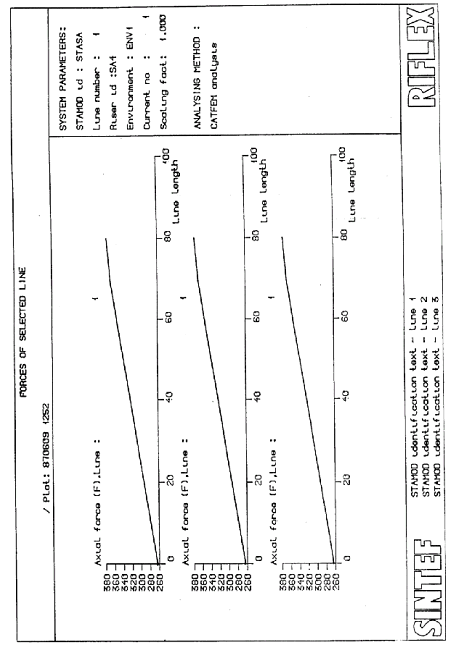 FORCES OF SELECTED LINE
/ Plot: 870609 1252
Axial force (F),Line : 1
380
360
340
320
300
280
260
0
20
40
60
80
100
Line Length
Axial force (F),Line : 1
380
360
340
320
300
280
260
0
20
40
60
80
100
Line Length
Axial force (F),Line : 1
380
360
340
320
300
280
260
0
20
40
60
80
100
Line Length
SYSTEM PARAMETERS:
STAMOD id : STASA
Line number : 1
Riser id :SA1
Environment : ENV1
Current no : 1
Scaling fact: 1.000
ANALYSING METHOD :
CATFEM analysis
SINTEF
STAMOD identification text - Line 1
STAMOD identification text - Line 2
STAMOD identification text - Line 3
RIFLEX